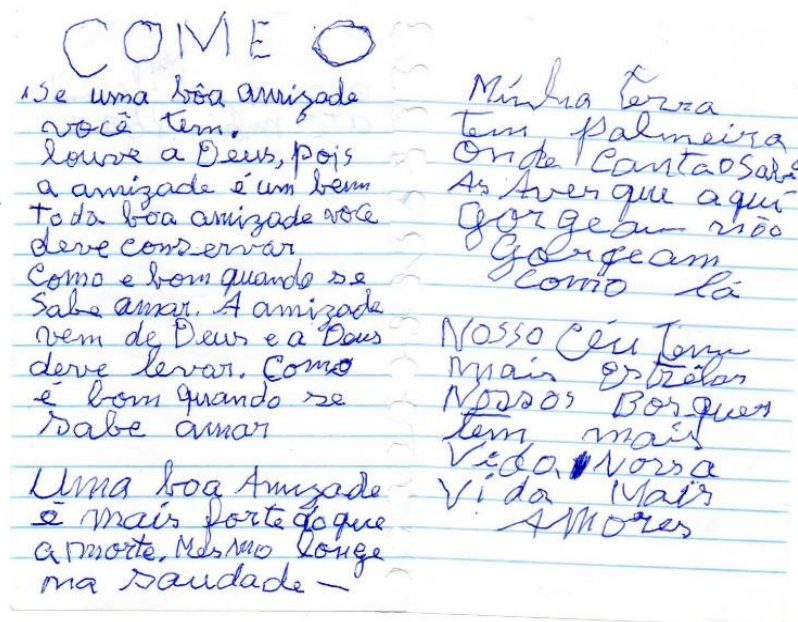 COME O
Se uma bôa amizade
você tem.
louve a Deus, pois
a amizade é um bem
Toda bôa amizade voce
deve conservar
Como e bom quando se
Sabe amar. A amizade
vem de Deus e a Deus
deve levar. Como
é bom quando se
Sabe amar
Uma boa Amizade
é mais forte do que
a morte. Mesmo longe
na saudade –
Minha terra
tem palmeira
Onde Canta o Sabi
As Aves que aqui
Gorgeam não
Gorgeam
como lá
Nosso Céu Tem
mais estrêlas
Nossos Bosques
tem mais
Vida, Nossa
Vida Mais
AMores